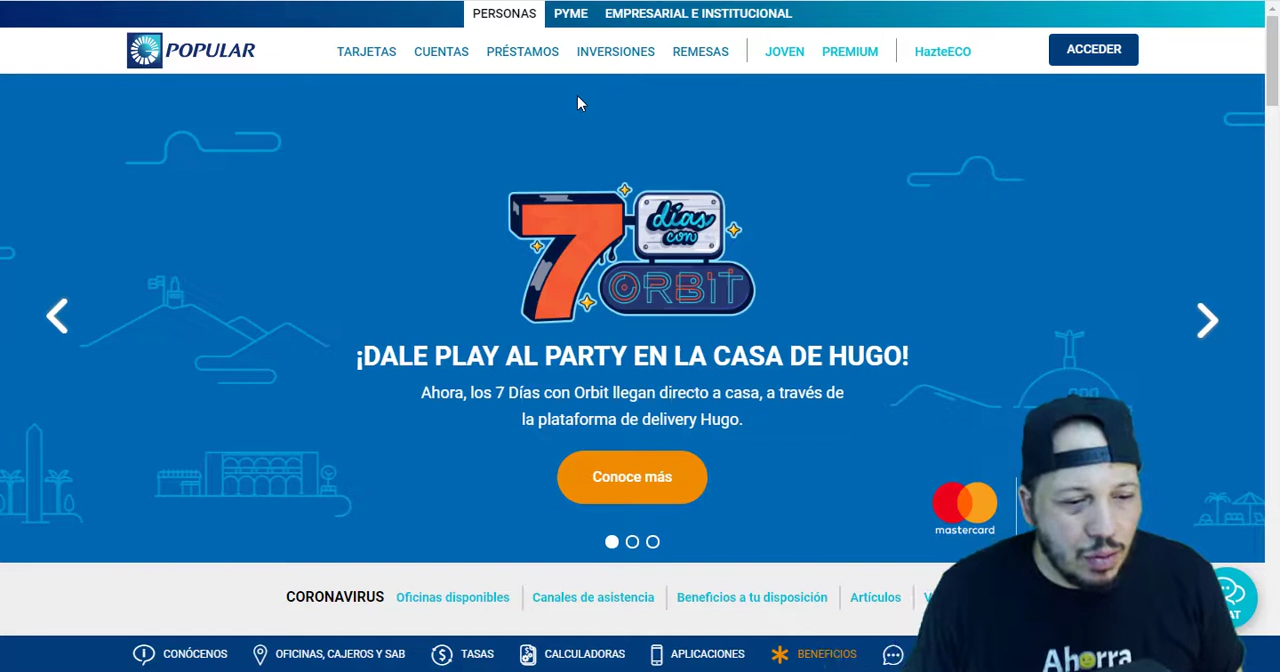 PERSONAS PYME EMPRESARIAL E INSTITUCIONAL
POPULAR TARJETAS CUENTAS PRÉSTAMOS INVERSIONES REMESAS JOVEN PREMIUM HazteECO ACCEDER
7 días con ORBIT
¡DALE PLAY AL PARTY EN LA CASA DE HUGO!
Ahora, los 7 Días con Orbit llegan directo a casa, a través de
la plataforma de delivery Hugo.
Conoce más
mastercard
CORONAVIRUS Oficinas disponibles Canales de asistencia Beneficios a tu disposición Artículos
CONÓCENOS OFICINAS, CAJEROS Y SAB TASAS CALCULADORAS APLICACIONES BENEFICIOS
Ahorra